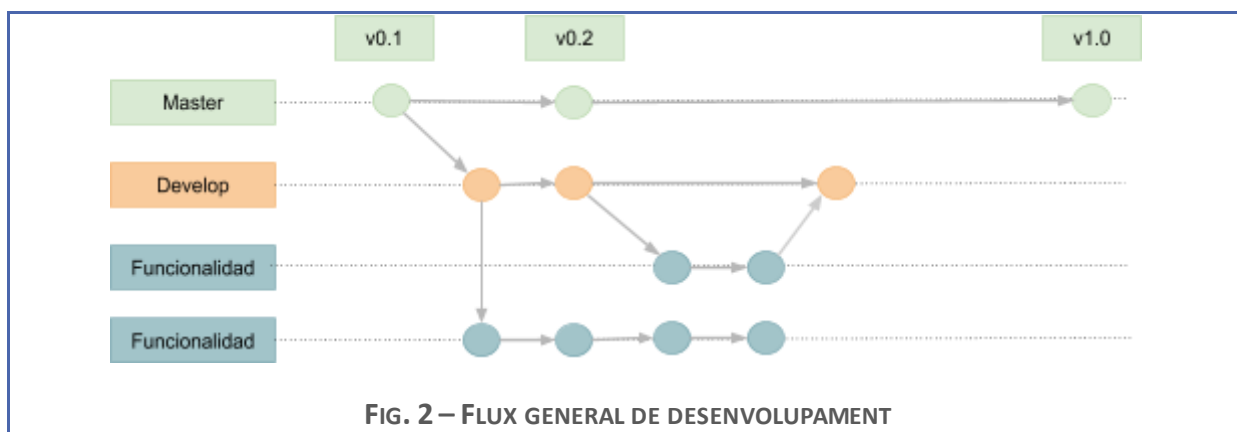 v0.1
v0.2
v1.0
Master
Develop
Funcionalidad
Funcionalidad
FIG. 2 – FLUX GENERAL DE DESENVOLUPAMENT